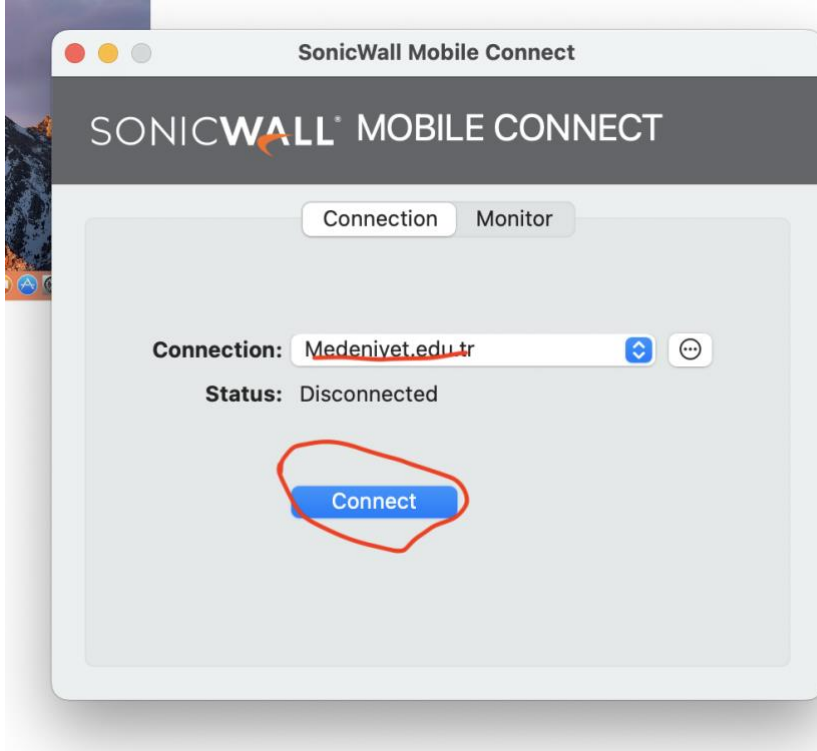 SonicWall Mobile Connect
SONICWALL® MOBILE CONNECT
Connection Monitor
Connection: Medeniyet.edu.tr
Status: Disconnected
Connect